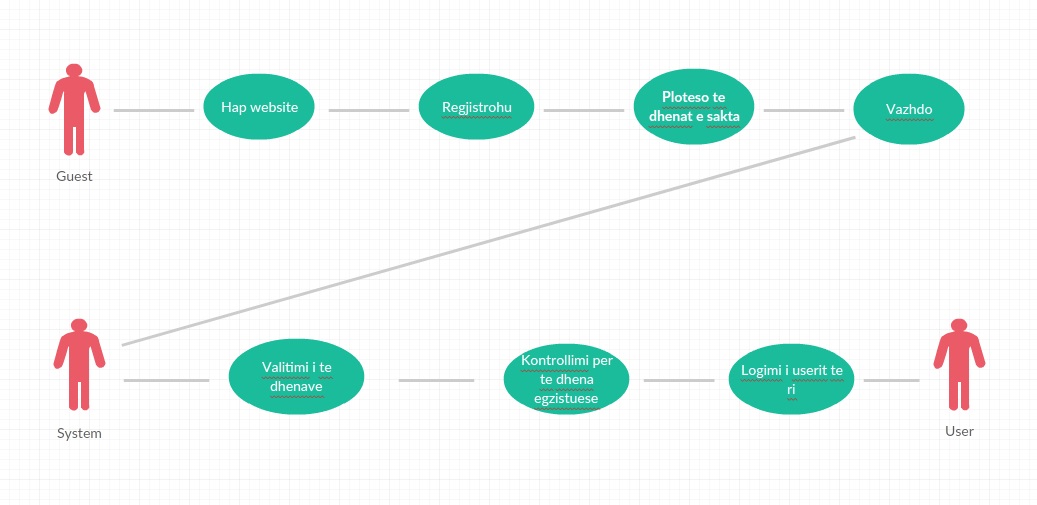 Hap website
Regjistrohu
Ploteso te
dhenat e sakta
Vazhdo
Guest
Valitimi i te
dhenave
Kontrollimi per
te dhena
egzistuese
Logimi i userit te
ri
System
User